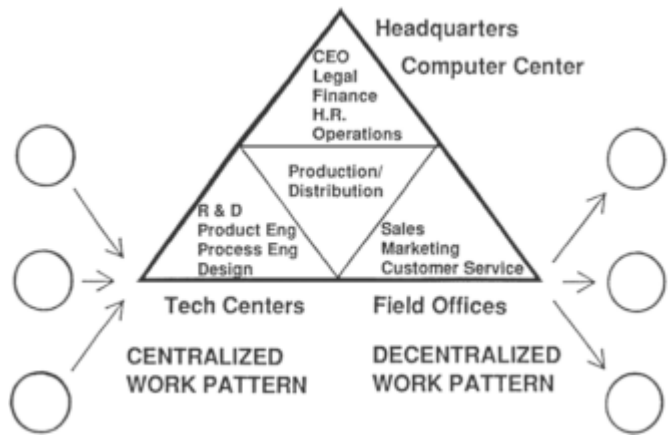 Headquarters
Computer Center
CEO
Legal
Finance
H.R.
Operations
Production/
Distribution
R & D
Product Eng
Process Eng
Design
Sales
Marketing
Customer Service
Tech Centers
Field Offices
CENTRALIZED
WORK PATTERN
DECENTRALIZED
WORK PATTERN